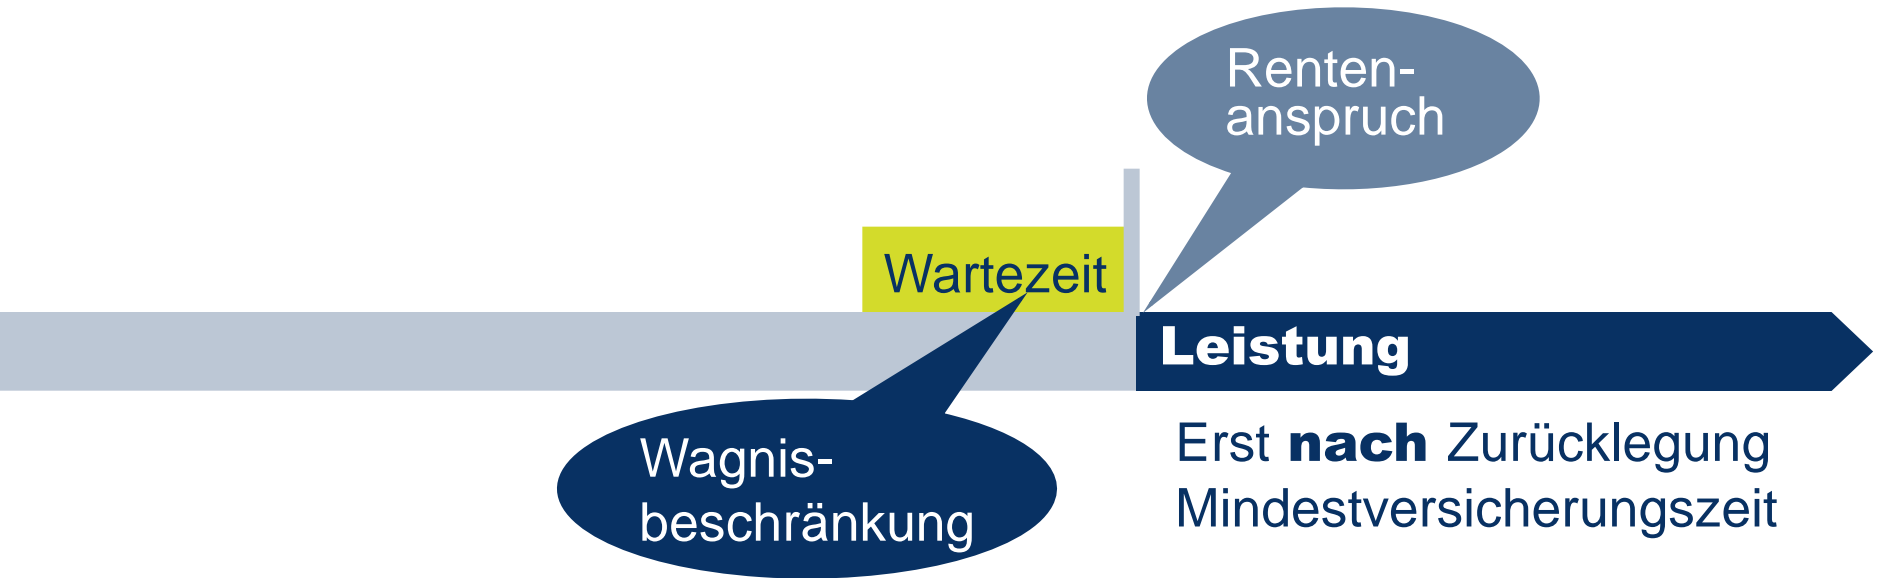 Renten-
anspruch
Wartezeit
Leistung
Wagnis-
beschränkung
Erst nach Zurücklegung
Mindestversicherungszeit